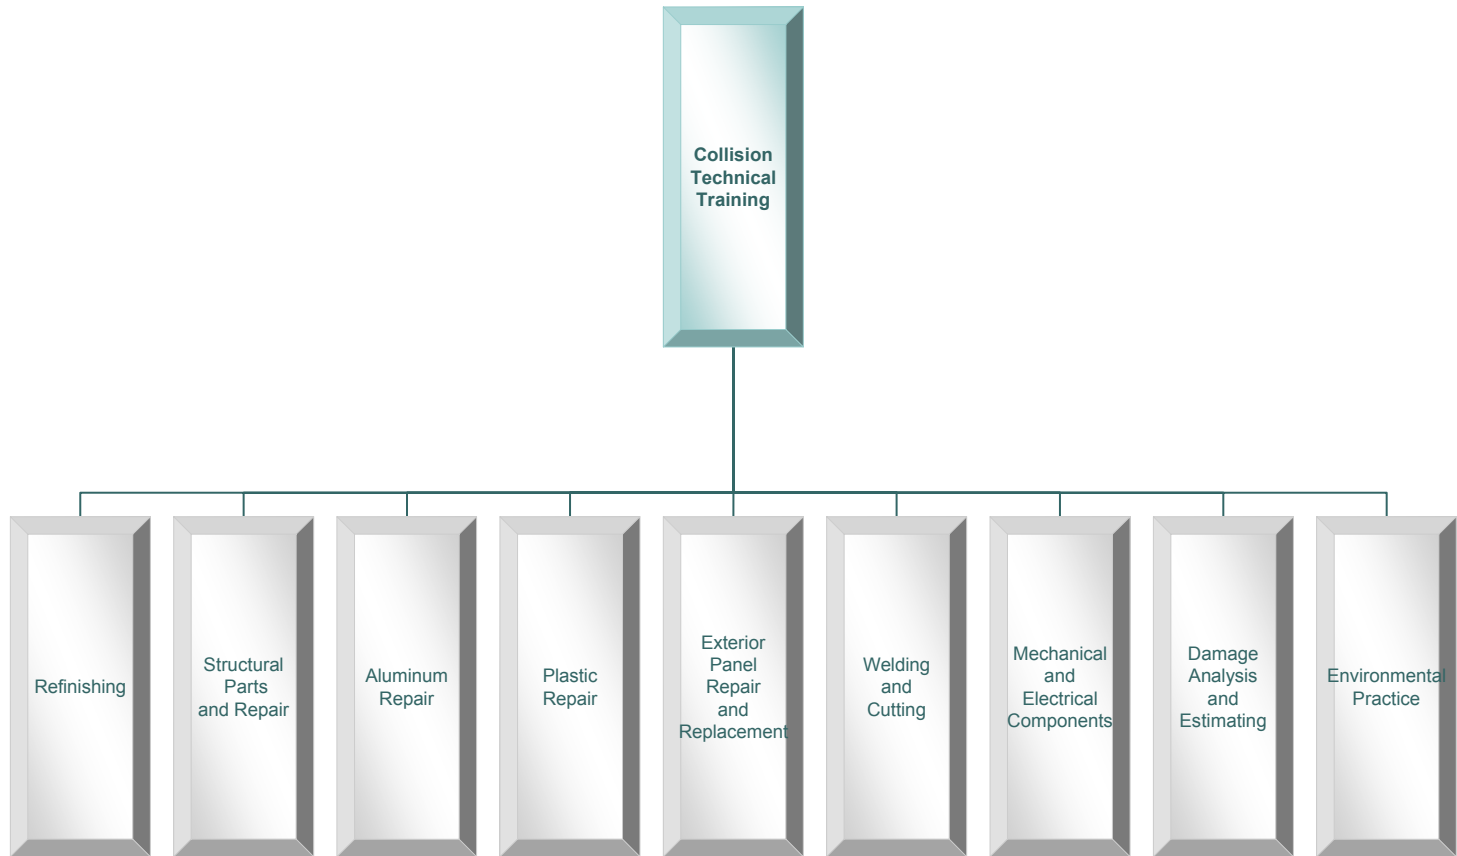 Collision
Technical
Training
Refinishing
Structural
Parts
and Repair
Aluminum
Repair
Plastic
Repair
Exterior
Panel
Repair
and
Replacement
Welding
and
Cutting
Mechanical
and
Electrical
Components
Damage
Analysis
and
Estimating
Environmental
Practice